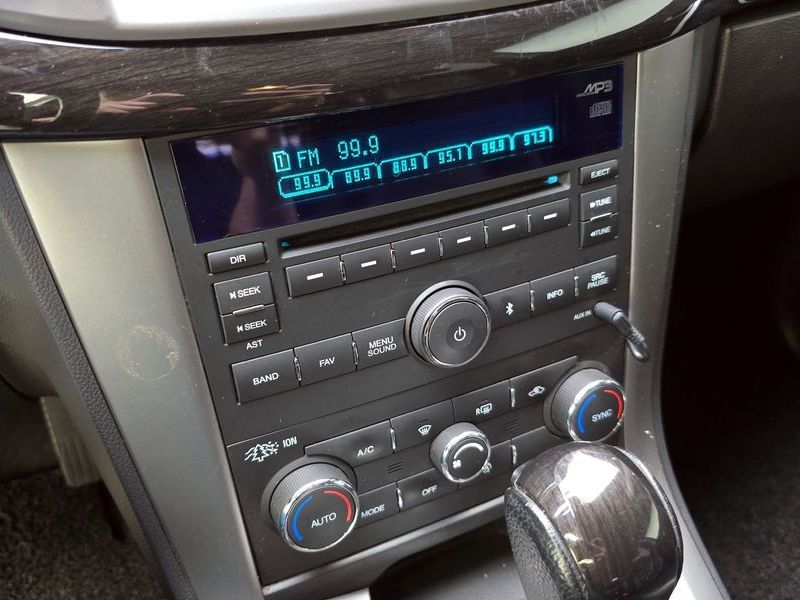 MP3
1 FM 99.9
99.9 89.9 88.9 95.7 99.9 97.3
EJECT
TUNE
TUNE
DIR
SEEK
SEEK
AST
BAND
FAV
MENU
SOUND
INFO
SRC
PAUSE
AUX IN
ION
A/C
R
SYNC
AUTO
MODE
OFF